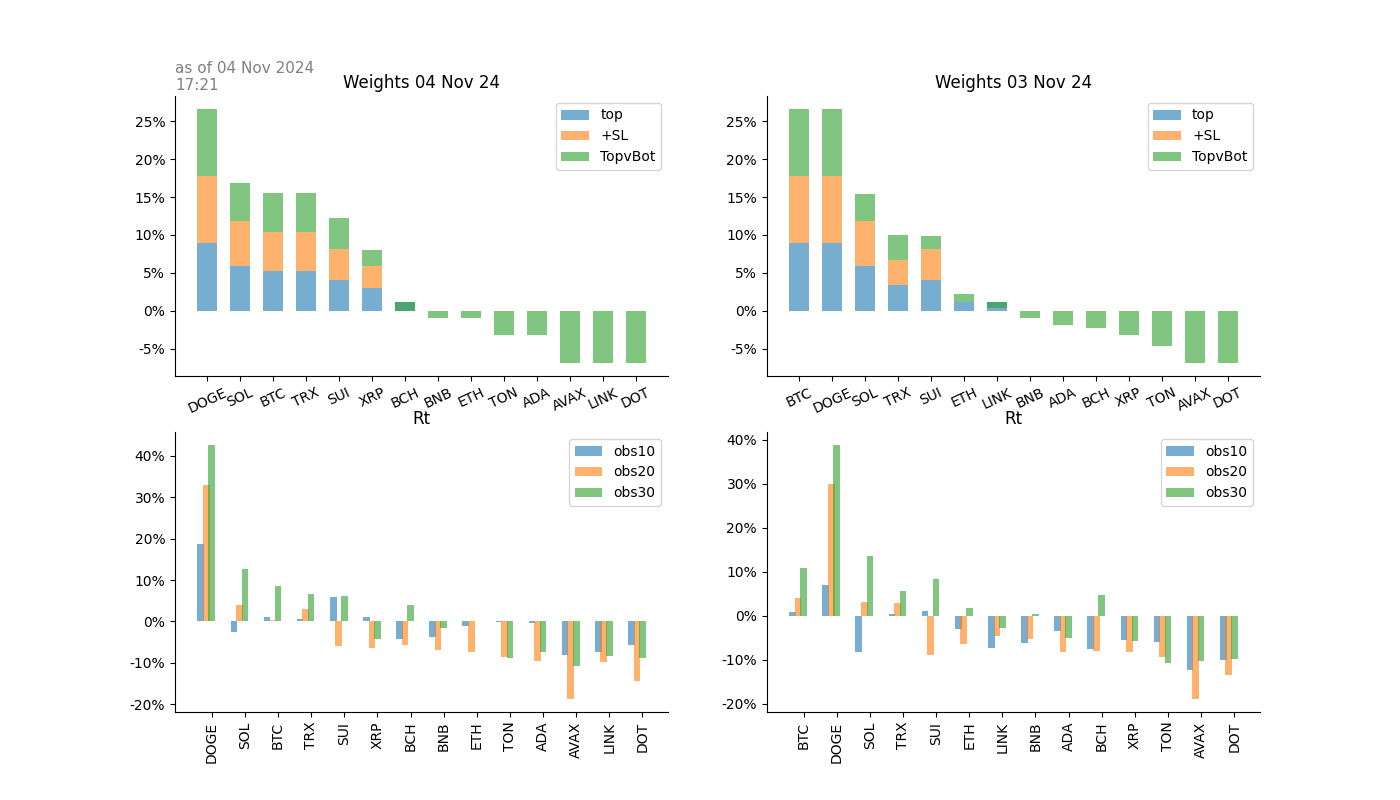 as of 04 Nov 2024
17:21
Weights 04 Nov 24
25%
20%
15%
10%
5%
0%
-5%
top
+SL
TopvBot
DOGE SOL BTC TRX SUI XRP BCH BNB ETH TON ADA AVAX LINK DOT
Weights 03 Nov 24
25%
20%
15%
10%
5%
0%
-5%
top
+SL
TopvBot
BTC DOGE SOL TRX SUI ETH LINK BNB ADA BCH XRP TON AVAX DOT
Rt
40%
30%
20%
10%
0%
-10%
-20%
obs10
obs20
obs30
DOGE SOL BTC TRX SUI XRP BCH BNB ETH TON ADA AVAX LINK DOT
Rt
40%
30%
20%
10%
0%
-10%
-20%
obs10
obs20
obs30
BTC DOGE SOL TRX SUI ETH LINK BNB ADA BCH XRP TON AVAX DOT